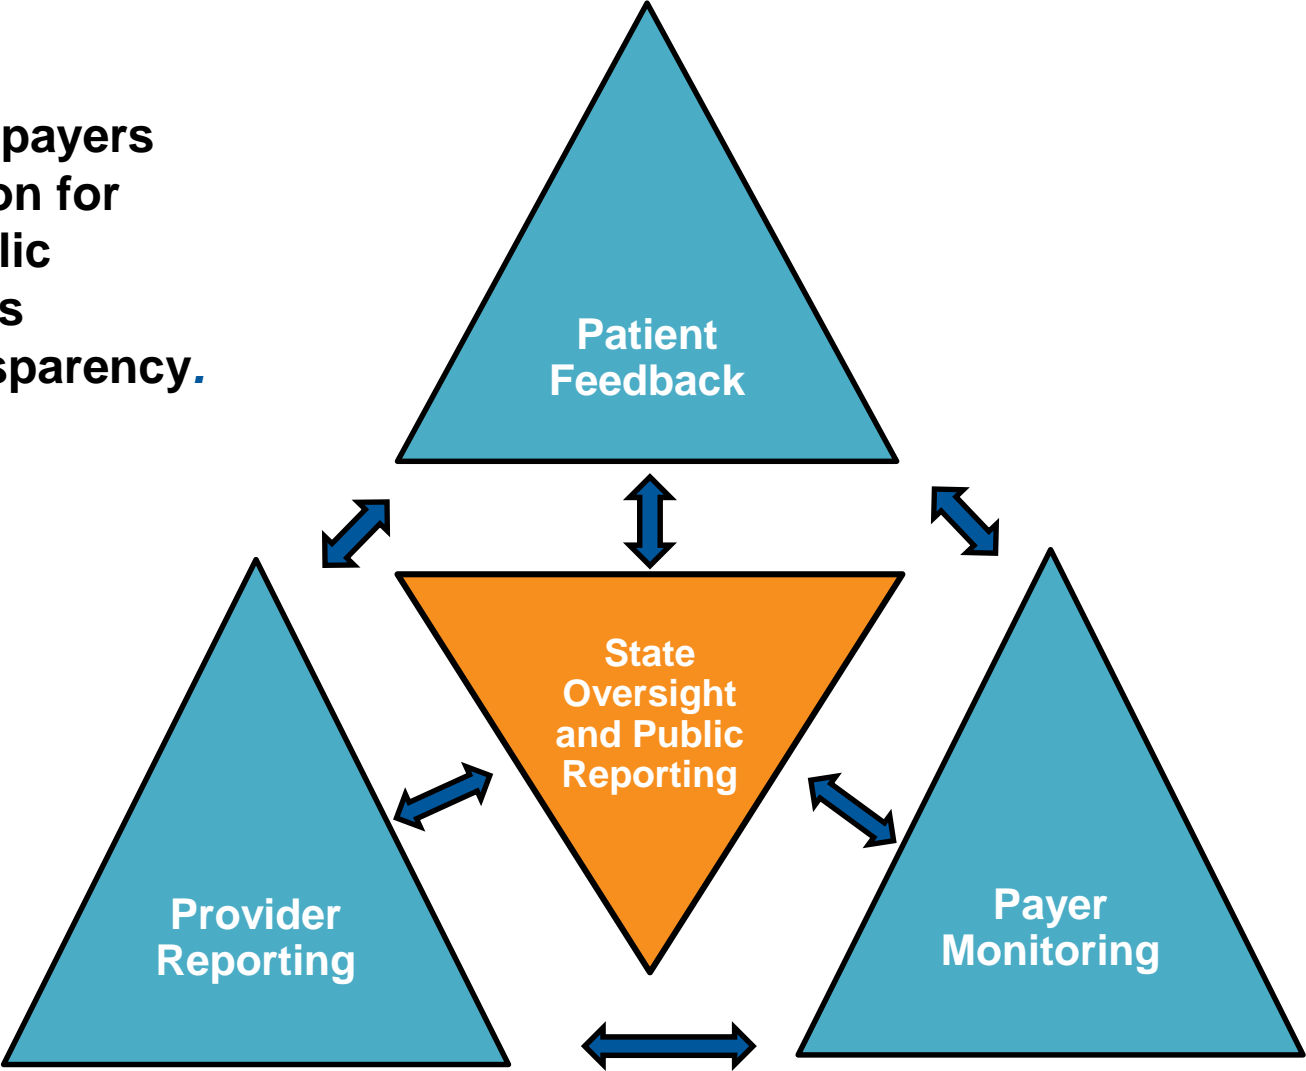 payers
on for
lic
s
sparency.
Patient
Feedback
State
Oversight
and Public
Reporting
Provider
Reporting
Payer
Monitoring